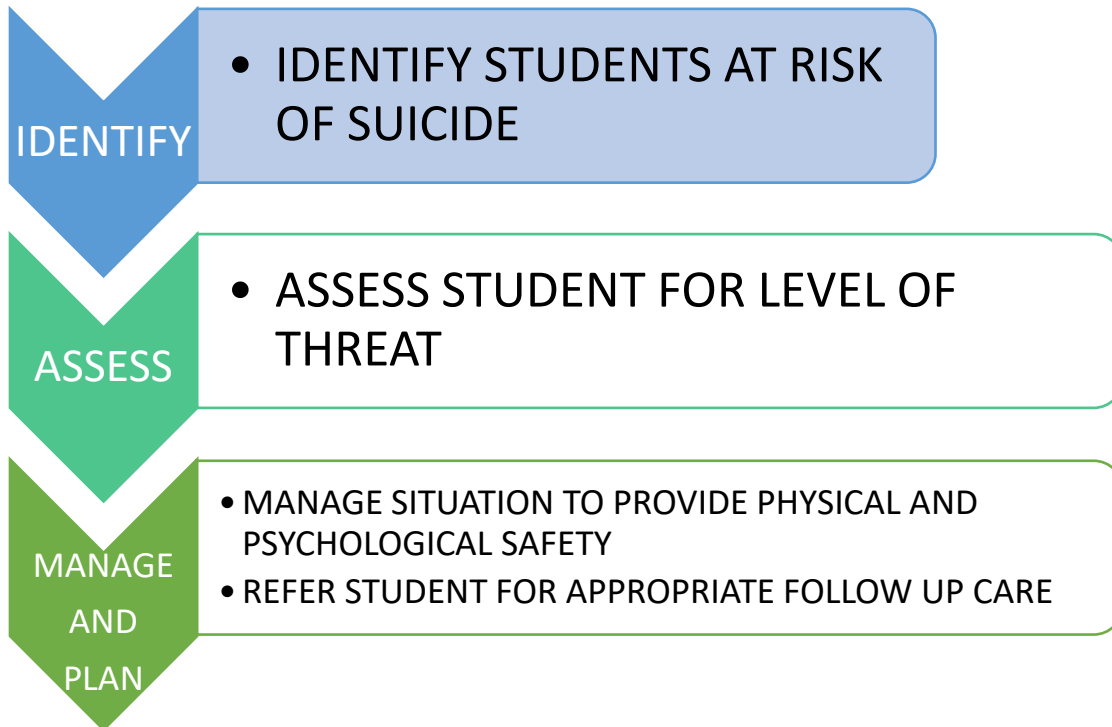 IDENTIFY
• IDENTIFY STUDENTS AT RISK
OF SUICIDE
ASSESS
• ASSESS STUDENT FOR LEVEL OF
THREAT
MANAGE
AND
PLAN
• MANAGE SITUATION TO PROVIDE PHYSICAL AND
PSYCHOLOGICAL SAFETY
• REFER STUDENT FOR APPROPRIATE FOLLOW UP CARE